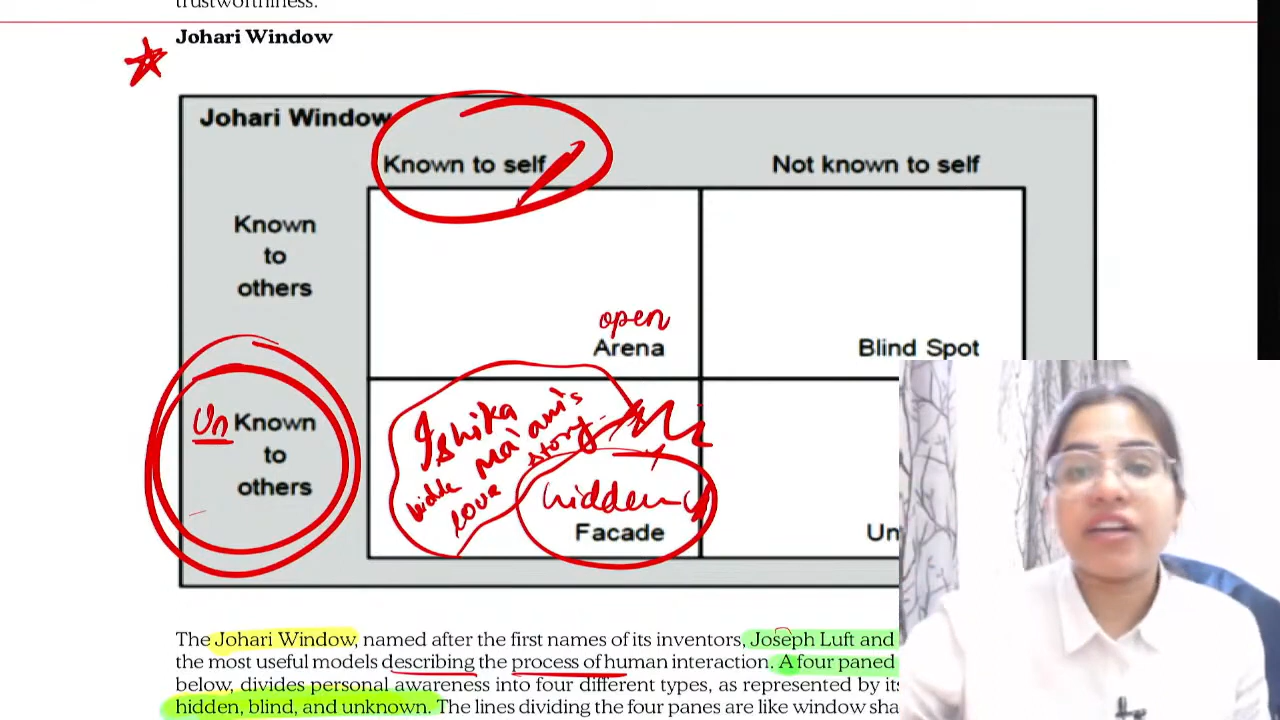 trustworthiness.
Johari Window
Johari Window
Known to self
Not known to self
Known
to
others
open
Arena
Blind Spot
Un Known
to
others
Ishika
Ma'am's
hidde
love
story
hidden
Facade
Un
The Johari Window, named after the first names of its inventors, Joseph Luft and
the most useful models describing the process of human interaction. A four paned
below, divides personal awareness into four different types, as represented by its
hidden, blind, and unknown. The lines dividing the four panes are like window sha